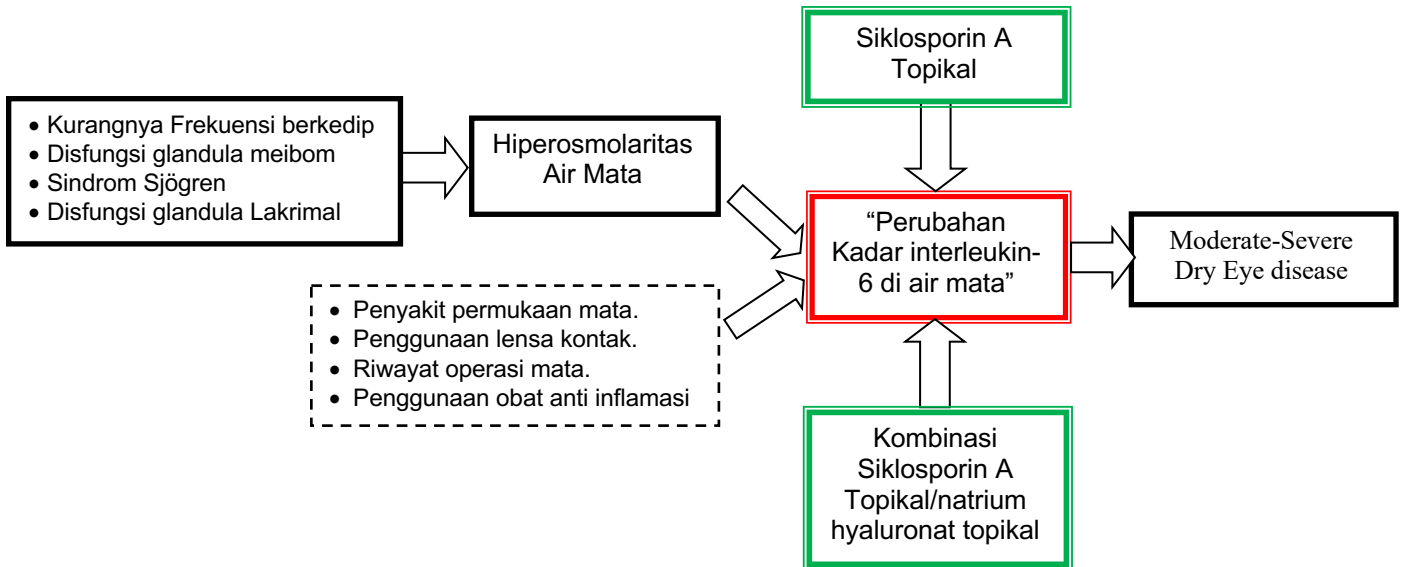 Siklosporin A
Topikal
• Kurangnya Frekuensi berkedip
• Disfungsi glandula meibom
• Sindrom Sjögren
• Disfungsi glandula Lakrimal
Hiperosmolaritas
Air Mata
“Perubahan
Kadar interleukin-
6 di air mata”
Moderate-Severe
Dry Eye disease
• Penyakit permukaan mata.
• Penggunaan lensa kontak.
• Riwayat operasi mata.
• Penggunaan obat anti inflamasi
Kombinasi
Siklosporin A
Topikal/natrium
hyaluronat topikal